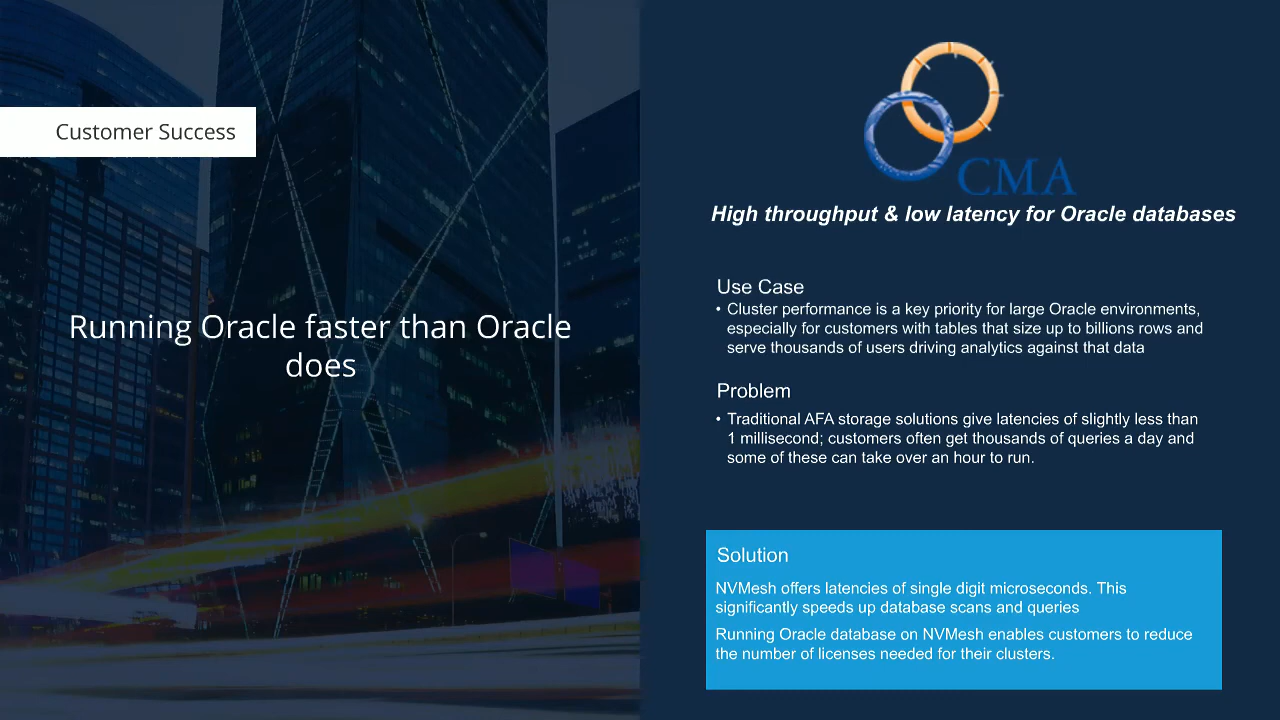 Customer Success
Running Oracle faster than Oracle
does
CMA
High throughput & low latency for Oracle databases
Use Case
• Cluster performance is a key priority for large Oracle environments,
especially for customers with tables that size up to billions rows and
serve thousands of users driving analytics against that data
Problem
• Traditional AFA storage solutions give latencies of slightly less than
1 millisecond; customers often get thousands of queries a day and
some of these can take over an hour to run.
Solution
NVMesh offers latencies of single digit microseconds. This
significantly speeds up database scans and queries
Running Oracle database on NVMesh enables customers to reduce
the number of licenses needed for their clusters.